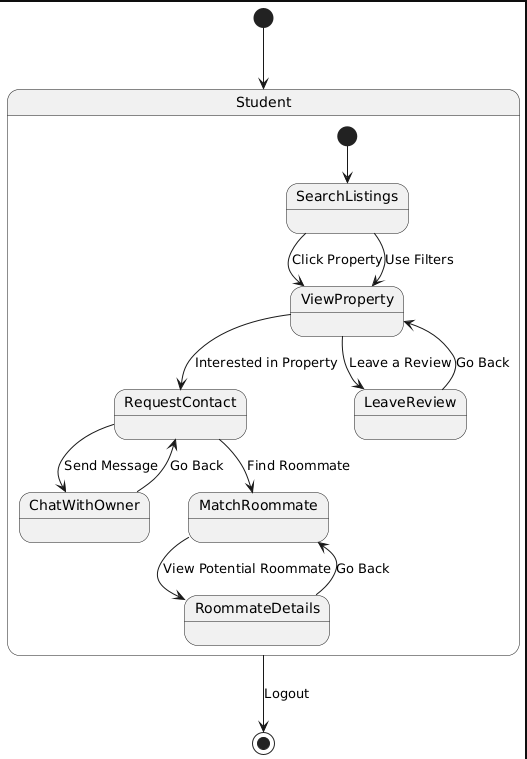 Student
SearchListings
Click Property
Use Filters
ViewProperty
Interested in Property
Leave a Review
Go Back
RequestContact
LeaveReview
Send Message
Go Back
Find Roommate
ChatWithOwner
MatchRoommate
View Potential Roommate
Go Back
RoommateDetails
Logout